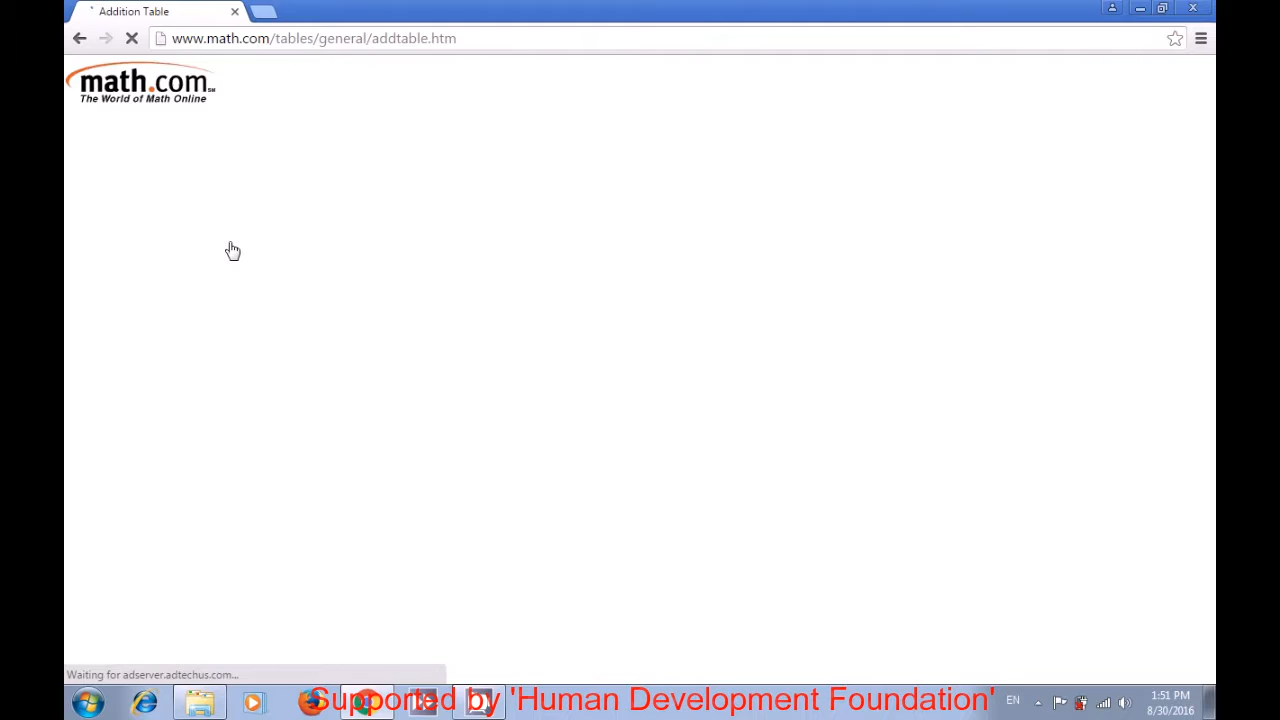 Addition Table
www.math.com/tables/general/addtable.htm
math.com
The World of Math Online
Waiting for adserver.adtechus.com...
Supported by 'Human Development Foundation'
EN
1:51 PM
8/30/2016